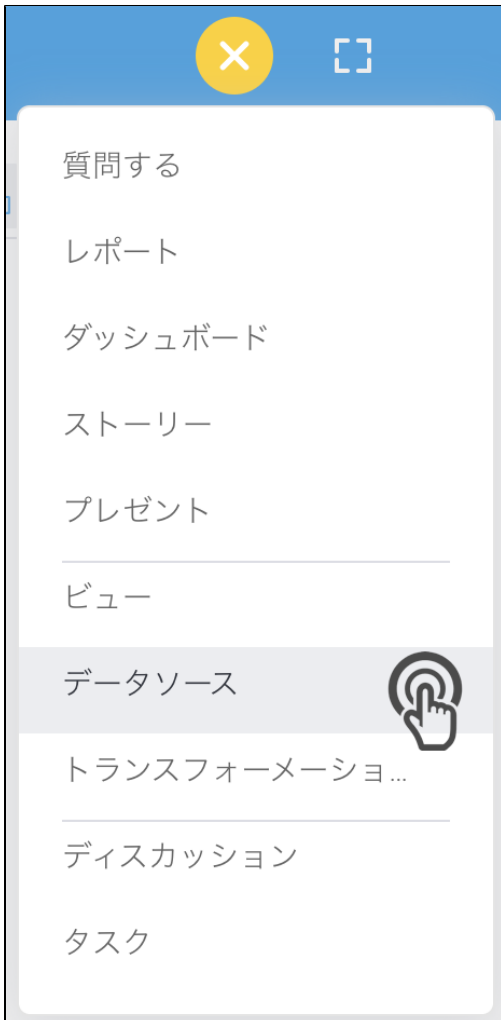 質問する
レポート
ダッシュボード
ストーリー
プレゼント
ビュー
データソース
トランスフォーメーショ...
ディスカッション
タスク